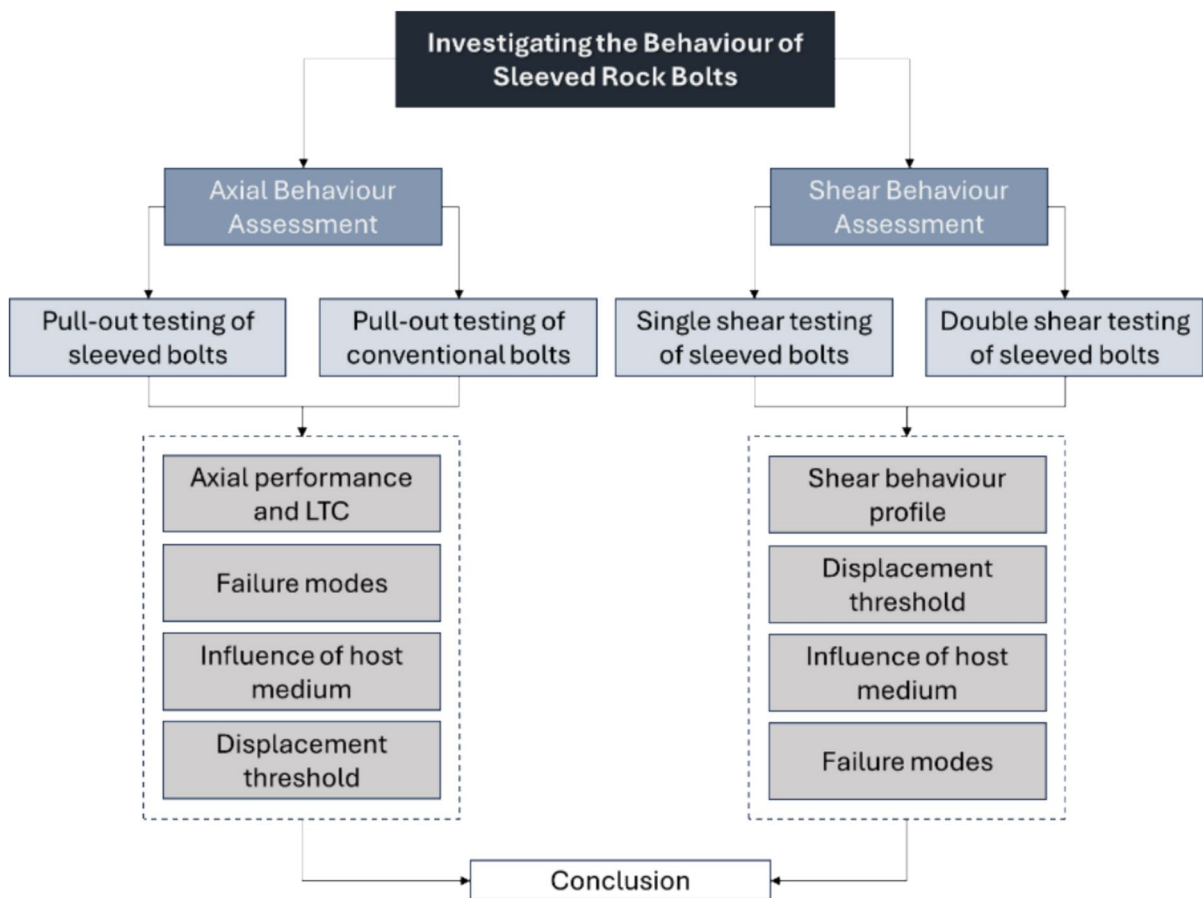 Investigating the Behaviour of
Sleeved Rock Bolts
Axial Behaviour
Assessment
Shear Behaviour
Assessment
Pull-out testing of
sleeved bolts
Pull-out testing of
conventional bolts
Single shear testing
of sleeved bolts
Double shear testing
of sleeved bolts
Axial performance
and LTC
Failure modes
Influence of host
medium
Displacement
threshold
Shear behaviour
profile
Displacement
threshold
Influence of host
medium
Failure modes
Conclusion